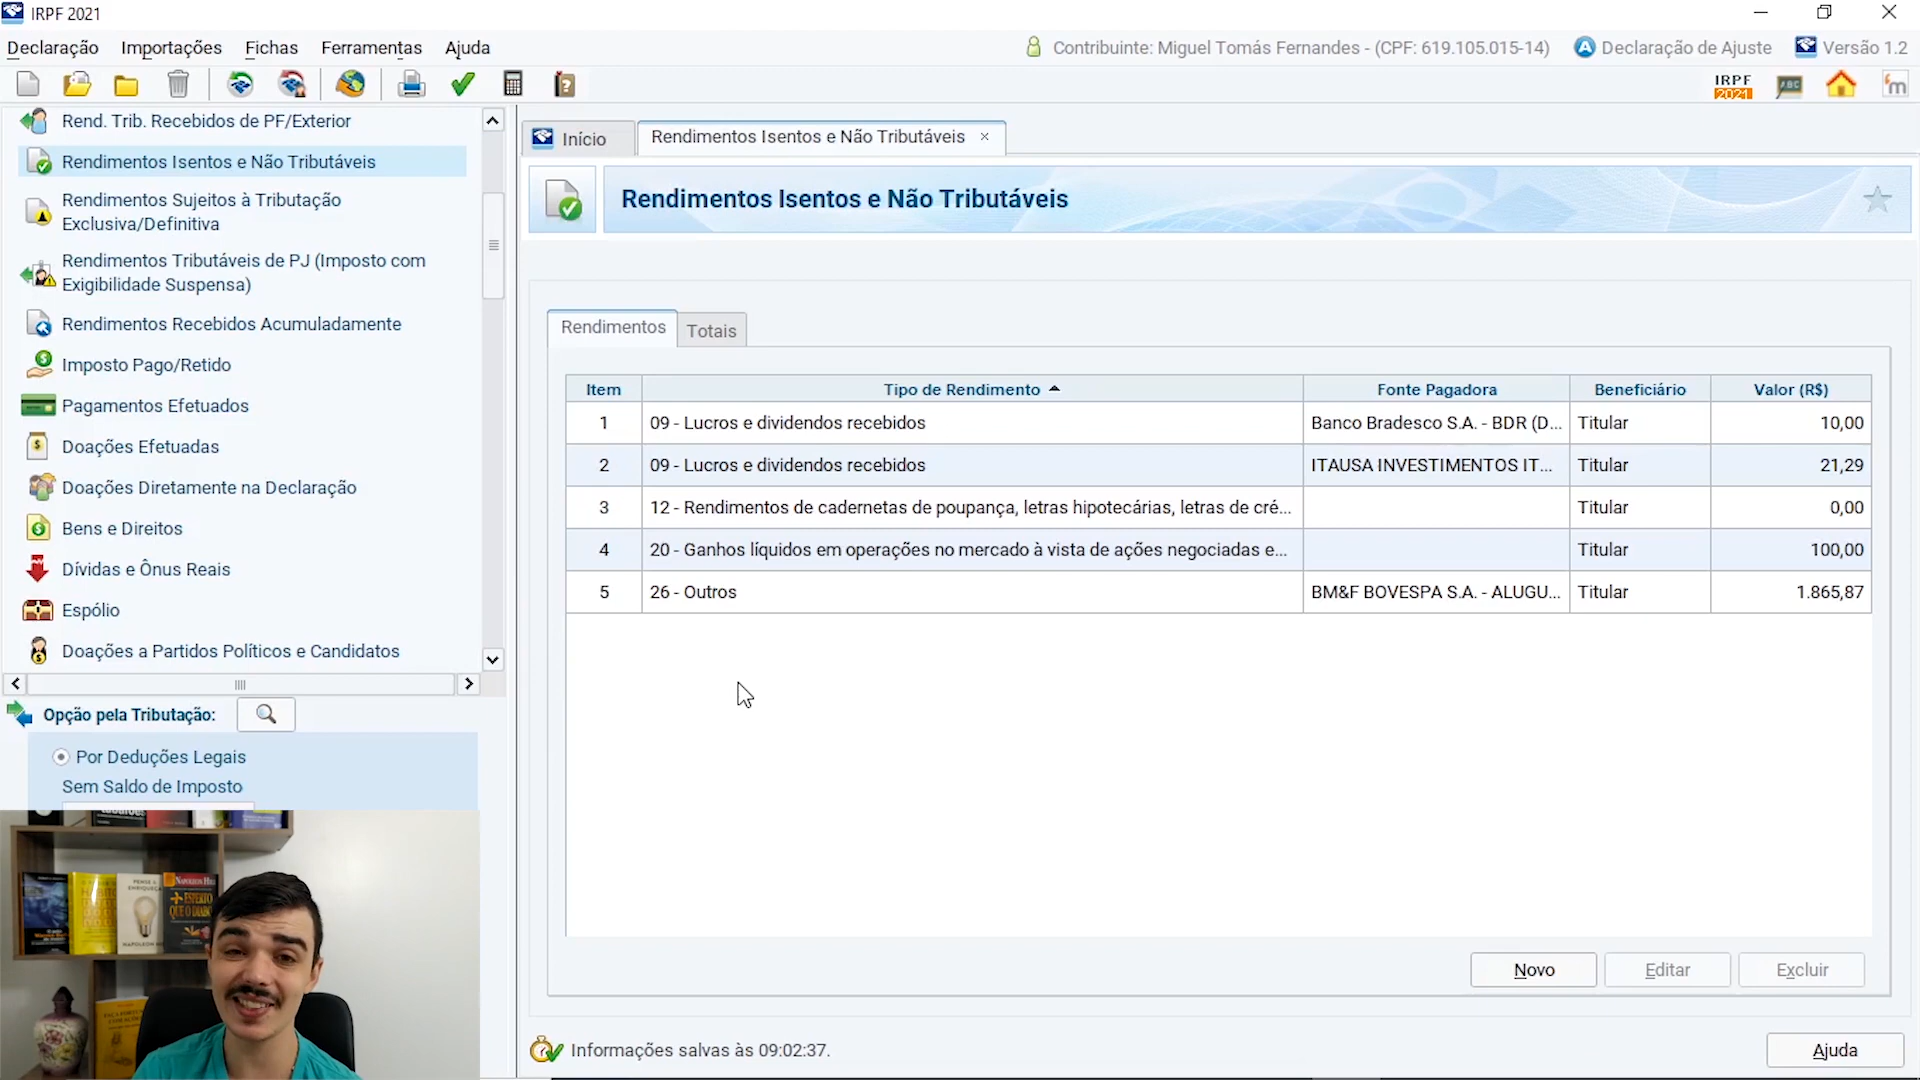 IRPF 2021
Declaração Importações Fichas Ferramentas Ajuda
Contribuinte: Miguel Tomás Fernandes - (CPF: 619.105.015-14) Declaração de Ajuste Versão 1.2
IRPF
2021
ABC
m
Rend. Trib. Recebidos de PF/Exterior
Rendimentos Isentos e Não Tributáveis
Rendimentos Sujeitos à Tributação
Exclusiva/Definitiva
Rendimentos Tributáveis de PJ (Imposto com
Exigibilidade Suspensa)
Rendimentos Recebidos Acumuladamente
Imposto Pago/Retido
Pagamentos Efetuados
Doações Efetuadas
Doações Diretamente na Declaração
Bens e Direitos
Dívidas e Ônus Reais
Espólio
Doações a Partidos Políticos e Candidatos
Opção pela Tributação:
Por Deduções Legais
Sem Saldo de Imposto
Início
Rendimentos Isentos e Não Tributáveis
Rendimentos Isentos e Não Tributáveis
Rendimentos Totais
Item Tipo de Rendimento Fonte Pagadora Beneficiário Valor (R$)
1 09 - Lucros e dividendos recebidos Banco Bradesco S.A. - BDR (D... Titular 10,00
2 09 - Lucros e dividendos recebidos ITAUSA INVESTIMENTOS IT... Titular 21,29
3 12 - Rendimentos de cadernetas de poupança, letras hipotecárias, letras de cré... Titular 0,00
4 20 - Ganhos líquidos em operações no mercado à vista de ações negociadas e... Titular 100,00
5 26 - Outros BM&F BOVESPA S.A. - ALUGU... Titular 1.865,87
Novo Editar Excluir
Informações salvas às 09:02:37.
Ajuda
PENSE E
ENRIQUEÇA
NAPOLEON HILL
+ ESPERTO
QUE O DIABO